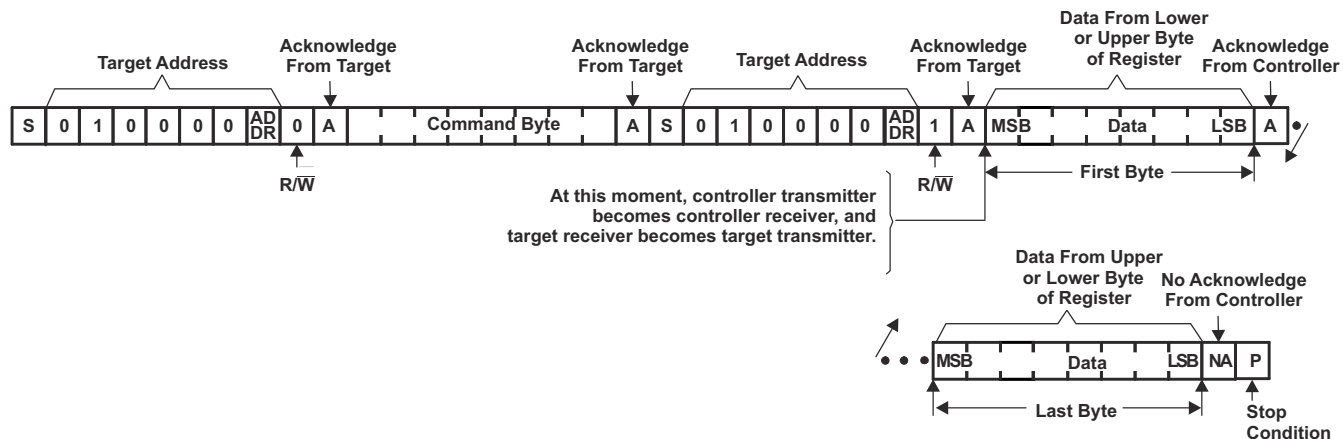 Data From Lower
or Upper Byte
of Register
Acknowledge
From Target
Acknowledge
From Target
Acknowledge
From Target
Acknowledge
From Controller
Target Address
Target Address
S 0 1 0 0 0 0 AD DR 0 A Command Byte A S 0 1 0 0 0 0 AD DR 1 A MSB Data LSB A
R/W̅
R/W̅
First Byte
At this moment, controller transmitter
becomes controller receiver, and
target receiver becomes target transmitter.
Data From Upper
or Lower Byte
of Register
No Acknowledge
From Controller
MSB Data LSB NA P
Last Byte
Stop
Condition